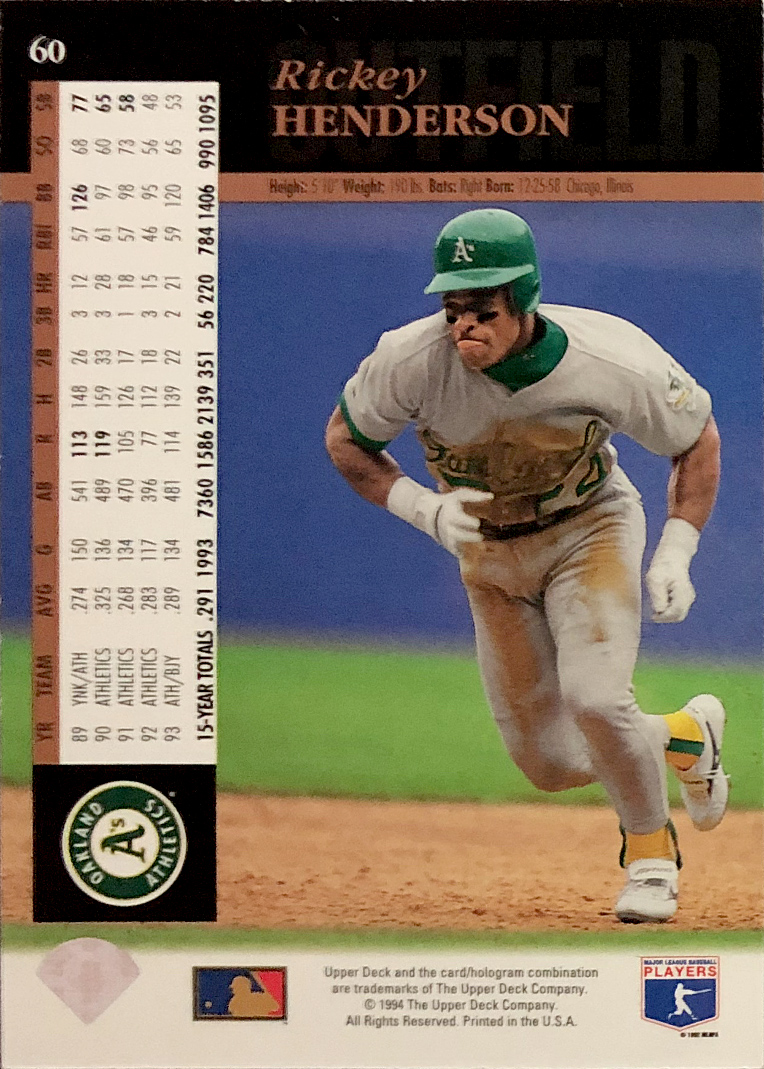 60
OUTFIELD
Rickey
HENDERSON
Height: 5'10" Weight: 190 lbs. Bats: Right Born: 12-25-58 Chicago, Illinois
YR TEAM AVG G AB R H 2B 3B HR RBI BB SO SB
89 YNK/ATH .274 150 541 113 148 26 3 12 57 126 68 77
90 ATHLETICS .325 136 489 119 159 33 3 28 61 97 60 65
91 ATHLETICS .268 134 470 105 126 17 1 18 57 98 73 58
92 ATHLETICS .283 117 396 77 112 18 3 15 46 95 56 48
93 ATH/BJY .289 134 481 114 139 22 2 21 59 120 65 53
15-YEAR TOTALS .291 1993 7360 1586 2139 351 56 220 784 1406 990 1095
A's
24
OAKLAND
A's
ATHLETICS
Upper Deck and the card/hologram combination
are trademarks of The Upper Deck Company.
© 1994 The Upper Deck Company.
All Rights Reserved. Printed in the U.S.A.
MAJOR LEAGUE BASEBALL
PLAYERS